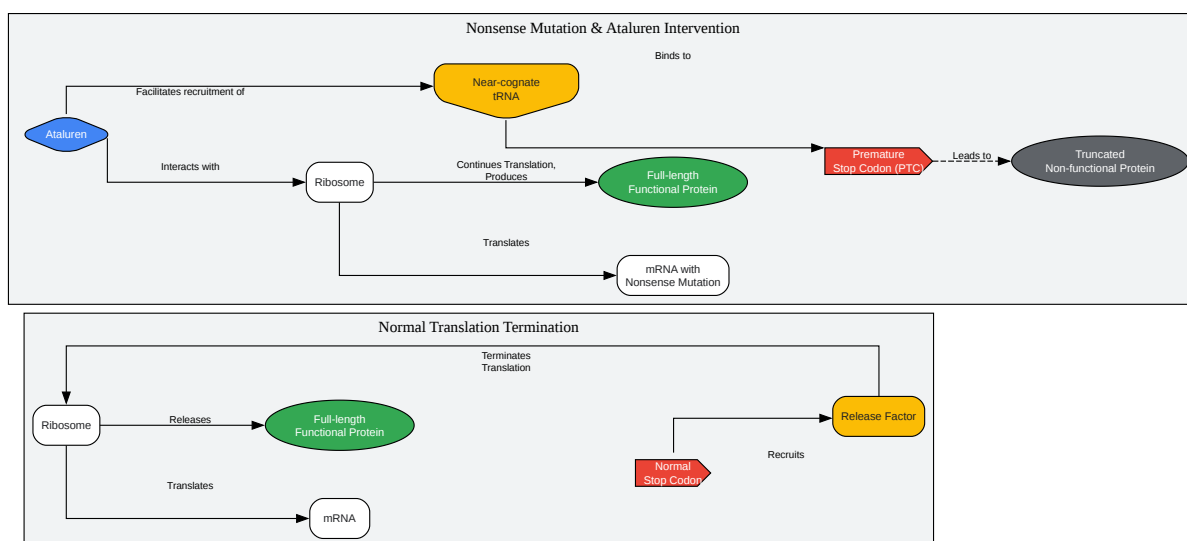 Nonsense Mutation & Ataluren Intervention
Binds to
Near-cognate
tRNA
Facilitates recruitment of
Ataluren
Interacts with
Ribosome
Continues Translation,
Produces
Full-length
Functional Protein
Premature
Stop Codon (PTC)
Leads to
Truncated
Non-functional Protein
Translates
mRNA with
Nonsense Mutation
Normal Translation Termination
Terminates
Translation
Ribosome
Releases
Full-length
Functional Protein
Release Factor
Recruits
Normal
Stop Codon
Translates
mRNA